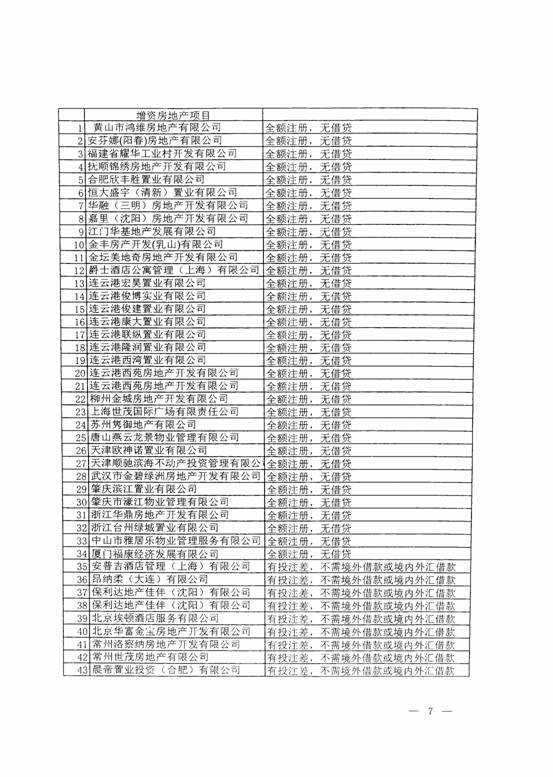 增资房地产项目
1 黄山市鸿维房地产有限公司 全额注册，无借贷
2 安芬娜(阳春)房地产有限公司 全额注册，无借贷
3 福建省耀华工业村开发有限公司 全额注册，无借贷
4 抚顺锦绣房地产开发有限公司 全额注册，无借贷
5 合肥欣丰胜置业有限公司 全额注册，无借贷
6 恒大盛宇（清新）置业有限公司 全额注册，无借贷
7 华融（三明）房地产开发有限公司 全额注册，无借贷
8 嘉里（沈阳）房地产开发有限公司 全额注册，无借贷
9 江门华基地产发展有限公司 全额注册，无借贷
10 金丰房产开发(乳山)有限公司 全额注册，无借贷
11 金坛美地奇房地产开发有限公司 全额注册，无借贷
12 爵士酒店公寓管理（上海）有限公司 全额注册，无借贷
13 连云港宏昊置业有限公司 全额注册，无借贷
14 连云港俊博实业有限公司 全额注册，无借贷
15 连云港俊建置业有限公司 全额注册，无借贷
16 连云港康大置业有限公司 全额注册，无借贷
17 连云港联纵置业有限公司 全额注册，无借贷
18 连云港隆润置业有限公司 全额注册，无借贷
19 连云港西湾置业有限公司 全额注册，无借贷
20 连云港西苑房地产开发有限公司 全额注册，无借贷
21 连云港西苑房地产开发有限公司 全额注册，无借贷
22 柳州金城房地产开发有限公司 全额注册，无借贷
23 上海世茂国际广场有限责任公司 全额注册，无借贷
24 苏州隽御地产有限公司 全额注册，无借贷
25 唐山燕云龙景物业管理有限公司 全额注册，无借贷
26 天津欧神诺置业有限公司 全额注册，无借贷
27 天津顺驰滨海不动产投资管理有限公 全额注册，无借贷
28 武汉市金碧绿洲房地产开发有限公司 全额注册，无借贷
29 肇庆滨江置业有限公司 全额注册，无借贷
30 肇庆市濠江物业管理有限公司 全额注册，无借贷
31 浙江华鼎房地产开发有限公司 全额注册，无借贷
32 浙江台州绿城置业有限公司 全额注册，无借贷
33 中山市雅居乐物业管理服务有限公司 全额注册，无借贷
34 厦门福康经济发展有限公司 全额注册，无借贷
35 安普吉酒店管理（上海）有限公司 有投注差，不需境外借款或境内外汇借款
36 昂纳柔（大连）有限公司 有投注差，不需境外借款或境内外汇借款
37 保利达地产佳伴（沈阳）有限公司 有投注差，不需境外借款或境内外汇借款
38 保利达地产佳伴（沈阳）有限公司 有投注差，不需境外借款或境内外汇借款
39 北京埃顿酒店服务有限公司 有投注差，不需境外借款或境内外汇借款
40 北京华富金宝房地产开发有限公司 有投注差，不需境外借款或境内外汇借款
41 常州洛察纳房地产开发有限公司 有投注差，不需境外借款或境内外汇借款
42 常州世茂房地产有限公司 有投注差，不需境外借款或境内外汇借款
43 晨帝置业投资（合肥）有限公司 有投注差，不需境外借款或境内外汇借款
— 7 —